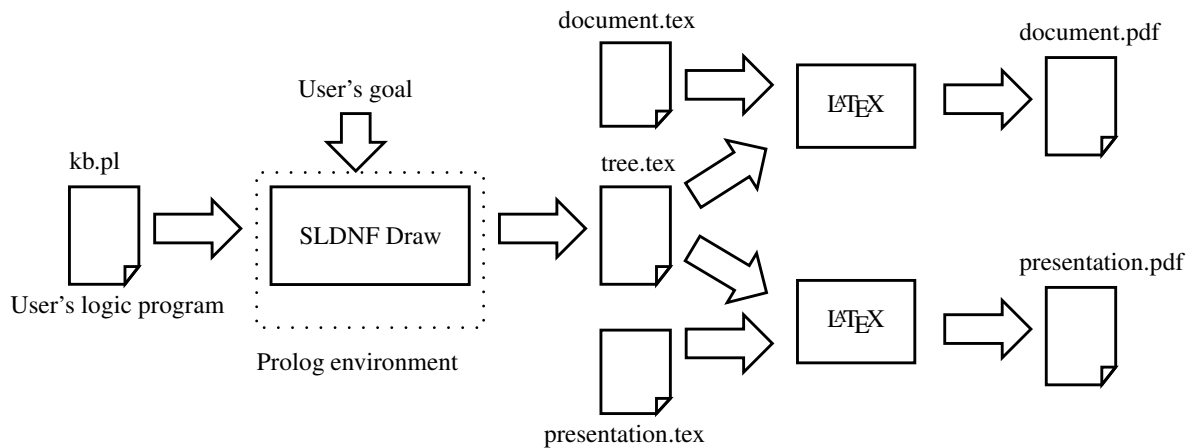 document.tex
document.pdf
User's goal
LATEX
kb.pl
tree.tex
SLDNF Draw
User's logic program
presentation.pdf
LATEX
Prolog environment
presentation.tex